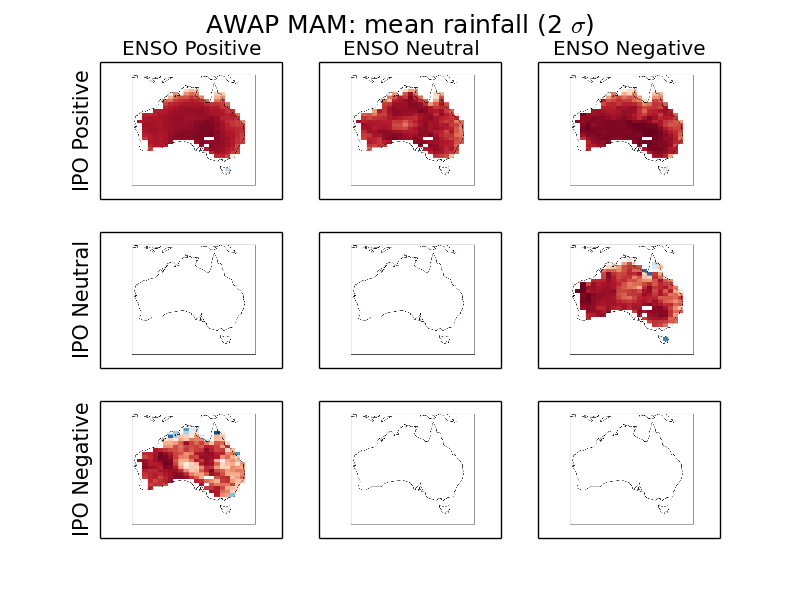 AWAP MAM: mean rainfall (2 σ)
ENSO Positive
ENSO Neutral
ENSO Negative
IPO Positive
IPO Neutral
IPO Negative